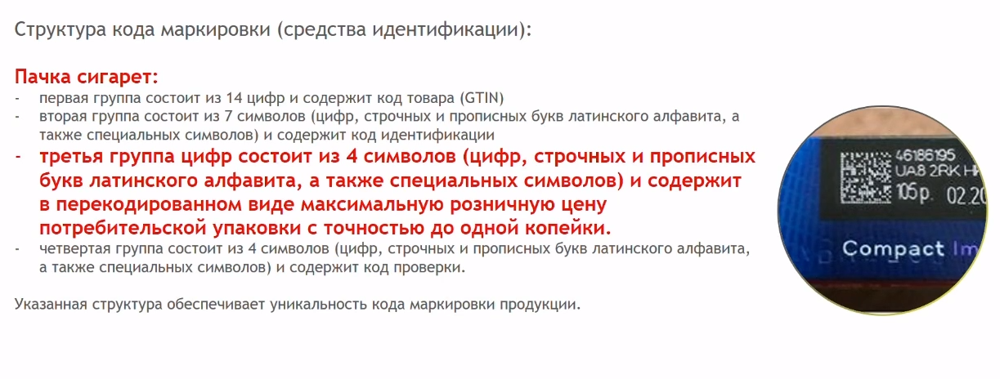 Структура кода маркировки (средства идентификации):
Пачка сигарет:
- первая группа состоит из 14 цифр и содержит код товара (GTIN)
- вторая группа состоит из 7 символов (цифр, строчных и прописных букв латинского алфавита, а
также специальных символов) и содержит код идентификации
- третья группа цифр состоит из 4 символов (цифр, строчных и прописных
букв латинского алфавита, а также специальных символов) и содержит
в перекодированном виде максимальную розничную цену
потребительской упаковки с точностью до одной копейки.
- четвертая группа состоит из 4 символов (цифр, строчных и прописных букв латинского алфавита,
а также специальных символов) и содержит код проверки.
Указанная структура обеспечивает уникальность кода маркировки продукции.
46186195
UA8 2RK
105р. 02.20
Compact Im